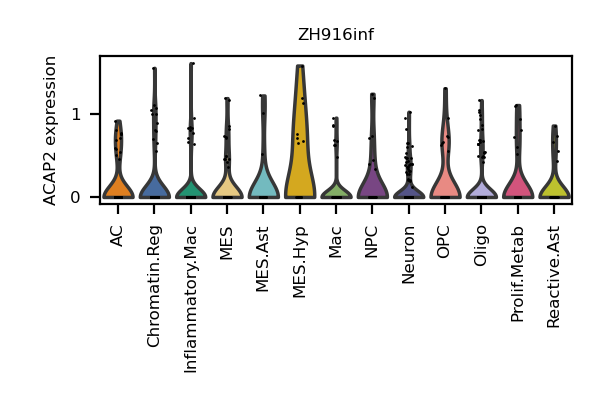 ZH916inf
ACAP2 expression
1
0
AC
Chromatin.Reg
Inflammatory.Mac
MES
MES.Ast
MES.Hyp
Mac
NPC
Neuron
OPC
Oligo
Prolif.Metab
Reactive.Ast